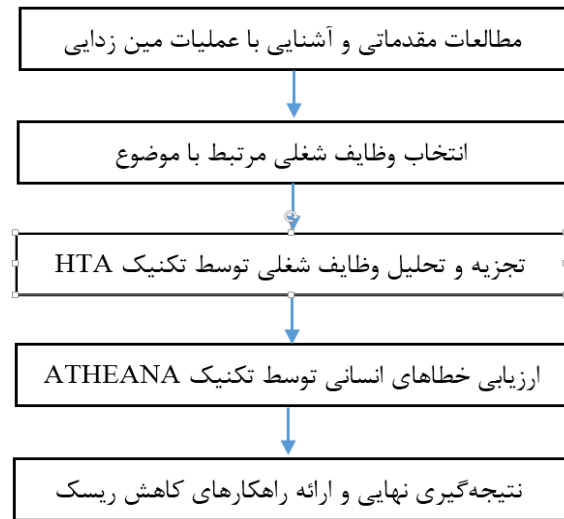 مطالعات مقدماتی و آشنایی با عملیات مین زدایی
انتخاب وظایف شغلی مرتبط با موضوع
تجزیه و تحلیل وظایف شغلی توسط تکنیک HTA
ارزیابی خطاهای انسانی توسط تکنیک ATHEANA
نتیجه‌گیری نهایی و ارائه راهکارهای کاهش ریسک